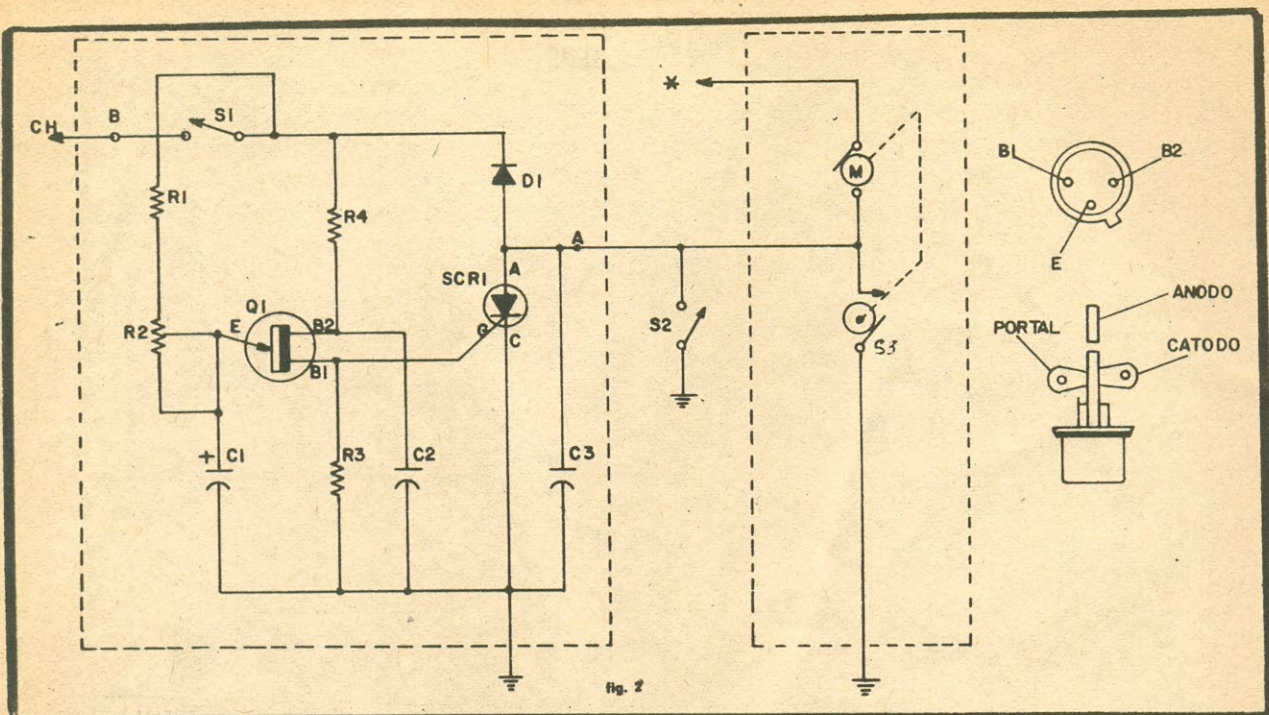 CH
B
S1
R1
R4
D1
A
A
SCR1
G
C
Q1
E
B2
B1
R2
+
C1
R3
C2
C3
S2
*
M
S3
B1
B2
E
ANODO
PORTAL
CATODO
fig. 2